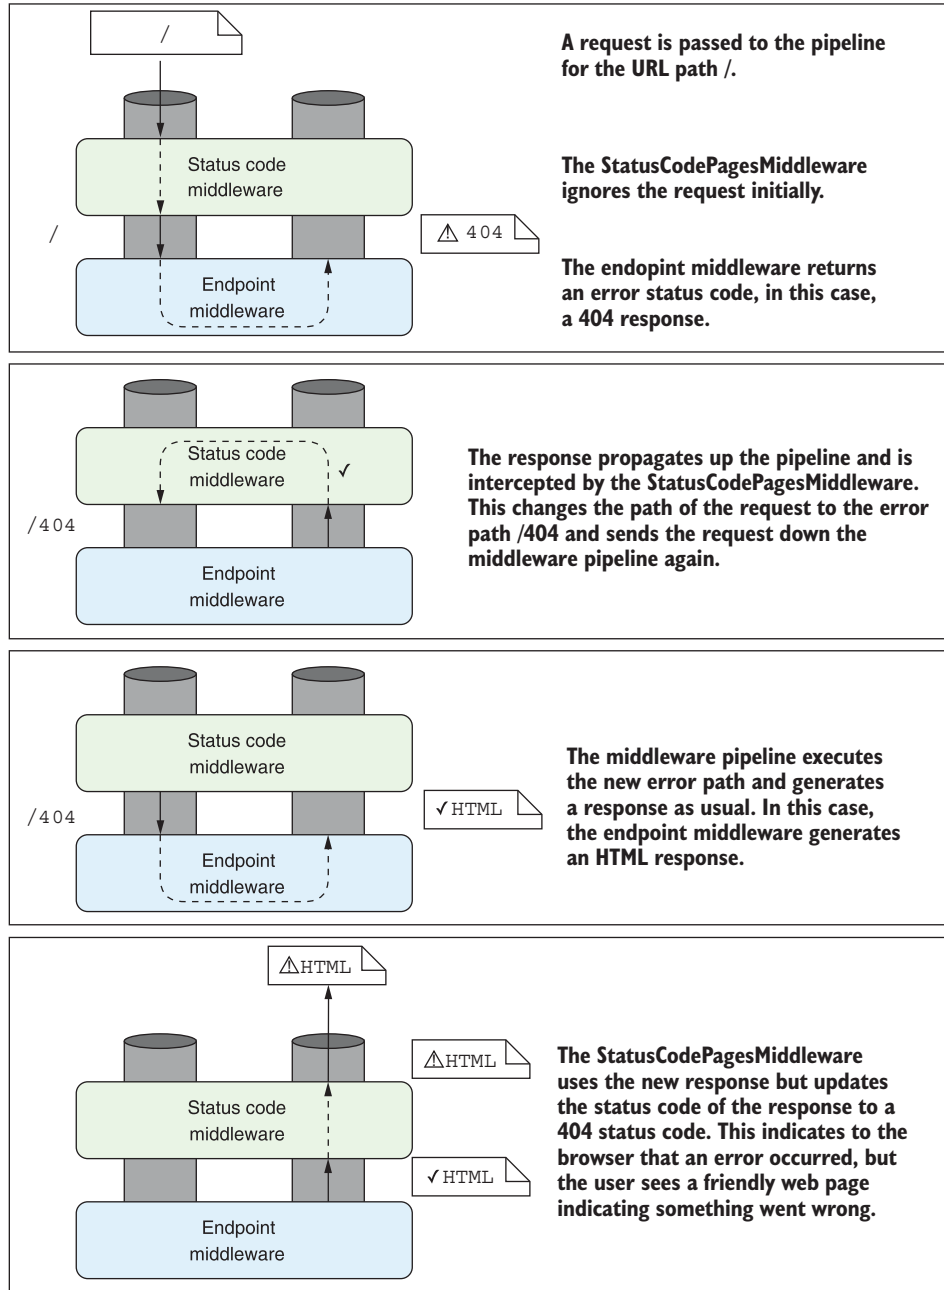 /
A request is passed to the pipeline
for the URL path /.
Status code
middleware
The StatusCodePagesMiddleware
ignores the request initially.
/
⚠ 404
Endpoint
middleware
The endopint middleware returns
an error status code, in this case,
a 404 response.
Status code
middleware
✓
/404
Endpoint
middleware
The response propagates up the pipeline and is
intercepted by the StatusCodePagesMiddleware.
This changes the path of the request to the error
path /404 and sends the request down the
middleware pipeline again.
Status code
middleware
/404
✓HTML
Endpoint
middleware
The middleware pipeline executes
the new error path and generates
a response as usual. In this case,
the endpoint middleware generates
an HTML response.
⚠HTML
⚠HTML
Status code
middleware
✓HTML
Endpoint
middleware
The StatusCodePagesMiddleware
uses the new response but updates
the status code of the response to a
404 status code. This indicates to the
browser that an error occurred, but
the user sees a friendly web page
indicating something went wrong.